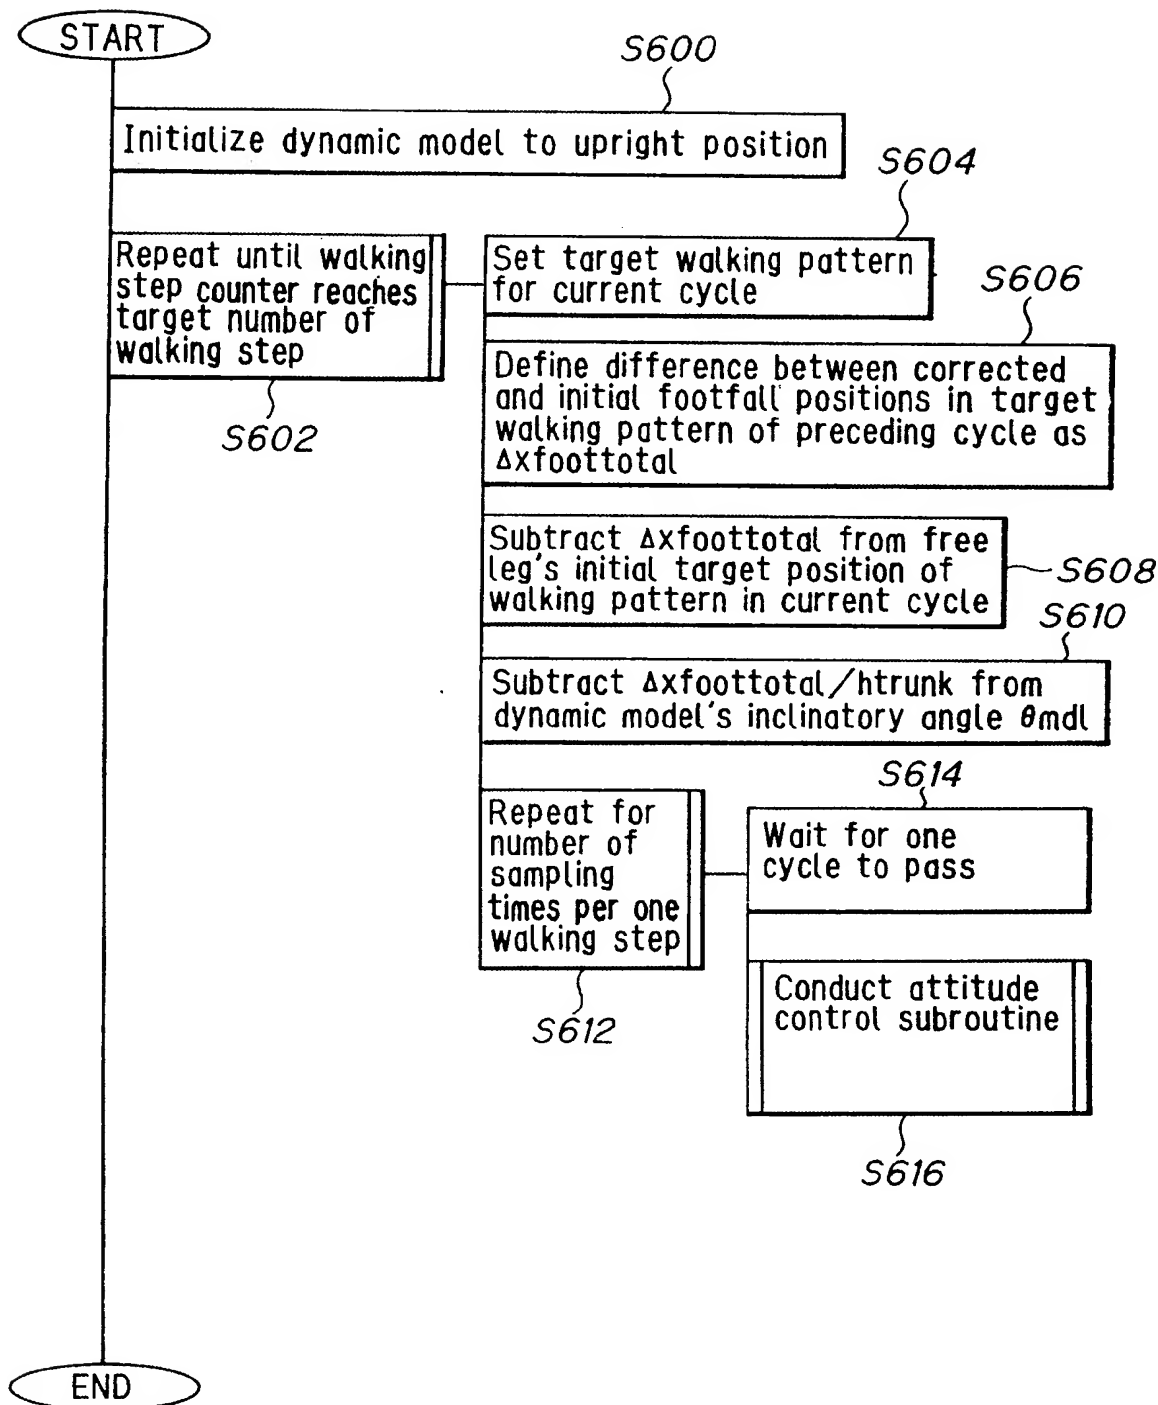 START
S600
Initialize dynamic model to upright position
S604
Repeat until walking
step counter reaches
target number of
walking step
S602
Set target walking pattern
for current cycle
S606
Define difference between corrected
and initial footfall positions in target
walking pattern of preceding cycle as
Δxfoottotal
Subtract Δxfoottotal from free
leg's initial target position of
walking pattern in current cycle
S608
S610
Subtract Δxfoottotal/htrunk from
dynamic model's inclinatory angle θmdl
S614
Repeat for
number of
sampling
times per one
walking step
S612
Wait for one
cycle to pass
Conduct attitude
control subroutine
S616
END